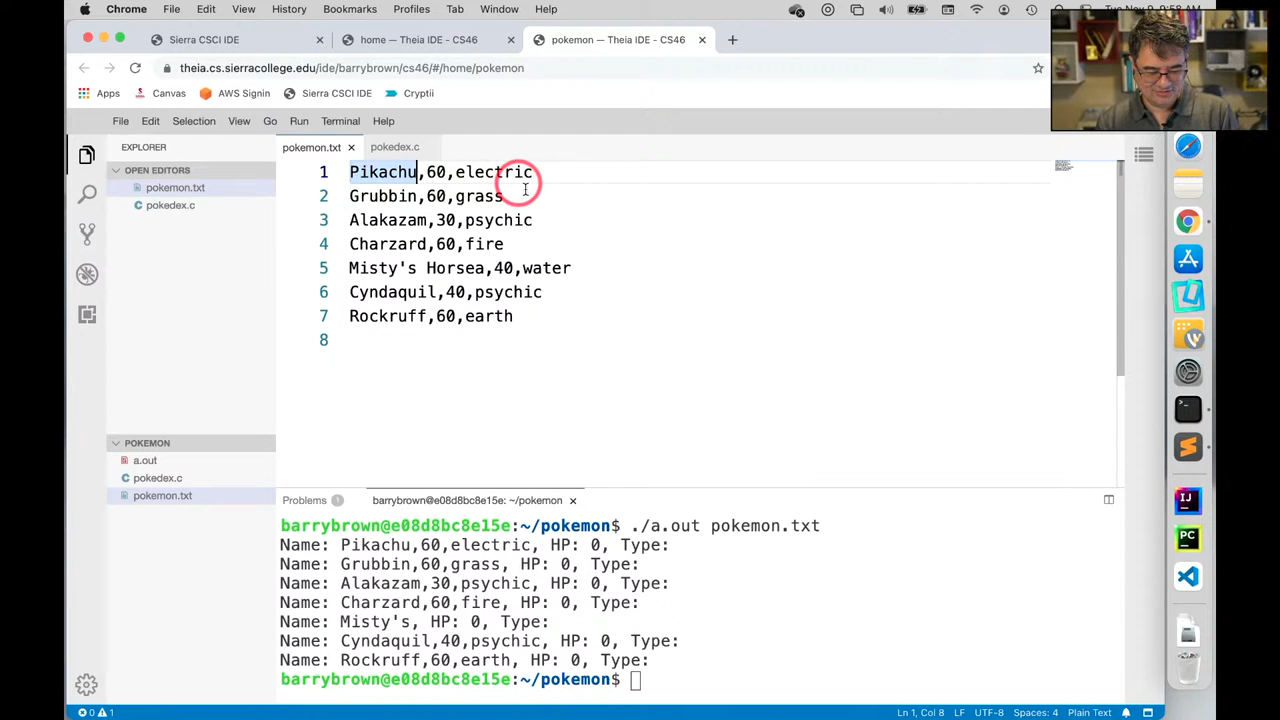 Chrome File Edit View History Bookmarks Profiles Tab Window Help
Sierra CSCI IDE home — Theia IDE - CS46 pokemon — Theia IDE - CS46
theia.cs.sierracollege.edu/ide/barrybrown/cs46/#/home/pokemon
Apps Canvas AWS Signin Sierra CSCI IDE Cryptii
File Edit Selection View Go Run Terminal Help
EXPLORER
OPEN EDITORS
pokemon.txt
pokedex.c
POKEMON
a.out
pokedex.c
pokemon.txt
pokemon.txt pokedex.c
1 Pikachu,60,electric
2 Grubbin,60,grass
3 Alakazam,30,psychic
4 Charzard,60,fire
5 Misty's Horsea,40,water
6 Cyndaquil,40,psychic
7 Rockruff,60,earth
8
Problems 1 barrybrown@e08d8bc8e15e: ~/pokemon
barrybrown@e08d8bc8e15e:~/pokemon$ ./a.out pokemon.txt
Name: Pikachu,60,electric, HP: 0, Type:
Name: Grubbin,60,grass, HP: 0, Type:
Name: Alakazam,30,psychic, HP: 0, Type:
Name: Charzard,60,fire, HP: 0, Type:
Name: Misty's, HP: 0, Type:
Name: Cyndaquil,40,psychic, HP: 0, Type:
Name: Rockruff,60,earth, HP: 0, Type:
barrybrown@e08d8bc8e15e:~/pokemon$
0 1 Ln 1, Col 8 LF UTF-8 Spaces: 4 Plain Text